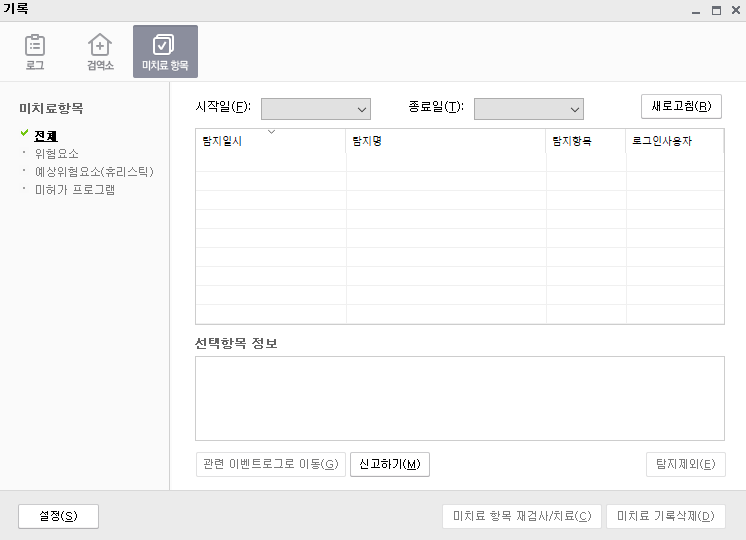 기록
로그 검역소 미치료 항목
미치료항목
전체
위험요소
예상위험요소(휴리스틱)
미허가 프로그램
시작일(F): 종료일(T): 새로고침(R)
탐지일시 탐지명 탐지항목 로그인사용자
선택항목 정보
관련 이벤트로그로 이동(G) 신고하기(M) 탐지제외(E)
설정(S) 미치료 항목 재검사/치료(C) 미치료 기록삭제(D)